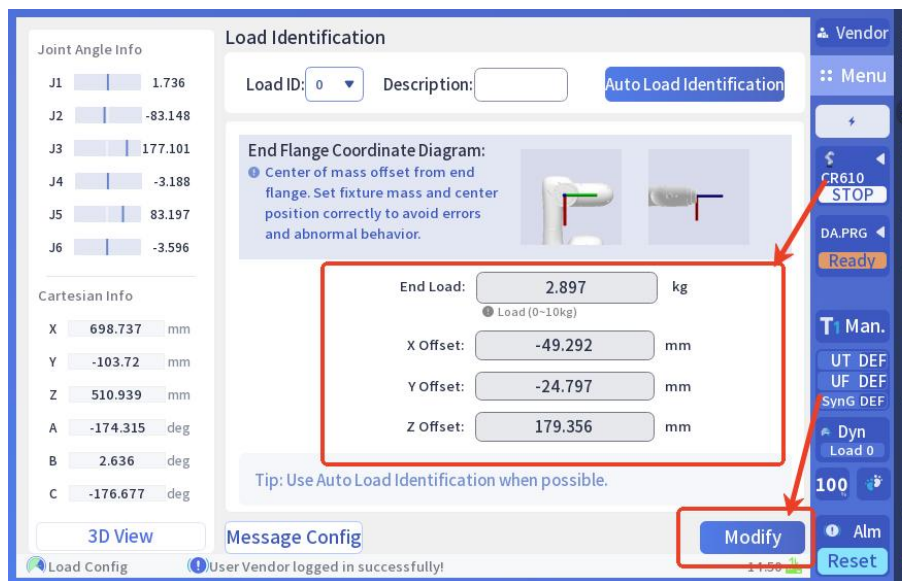 Joint Angle Info
J1 1.736
J2 -83.148
J3 177.101
J4 -3.188
J5 83.197
J6 -3.596
Cartesian Info
X 698.737 mm
Y -103.72 mm
Z 510.939 mm
A -174.315 deg
B 2.636 deg
C -176.677 deg
3D View
Load Identification
Load ID: 0 Description: Auto Load Identification
End Flange Coordinate Diagram:
Center of mass offset from end
flange. Set fixture mass and center
position correctly to avoid errors
and abnormal behavior.
End Load: 2.897 kg
Load (0~10kg)
X Offset: -49.292 mm
Y Offset: -24.797 mm
Z Offset: 179.356 mm
Tip: Use Auto Load Identification when possible.
Message Config Modify
Load Config User Vendor logged in successfully! 14:50
Vendor
Menu
CR610
STOP
DA.PRG
Ready
T1 Man.
UT DEF
UF DEF
SynG DEF
Dyn
Load 0
100 %
Alm
Reset